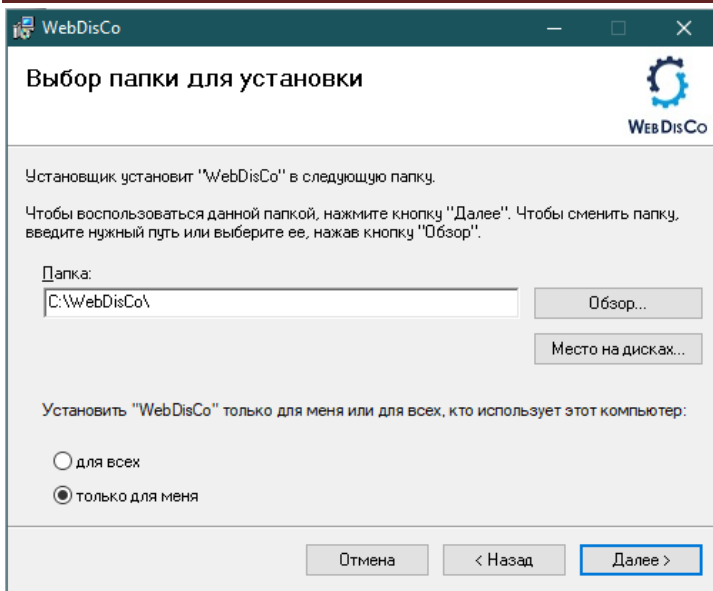 WebDisCo
Выбор папки для установки
WEBDISCO
Установщик установит "WebDisCo" в следующую папку.
Чтобы воспользоваться данной папкой, нажмите кнопку "Далее". Чтобы сменить папку,
введите нужный путь или выберите ее, нажав кнопку "Обзор".
Папка:
C:\WebDisCo\
Обзор...
Место на дисках...
Установить "WebDisCo" только для меня или для всех, кто использует этот компьютер:
для всех
только для меня
Отмена
< Назад
Далее >